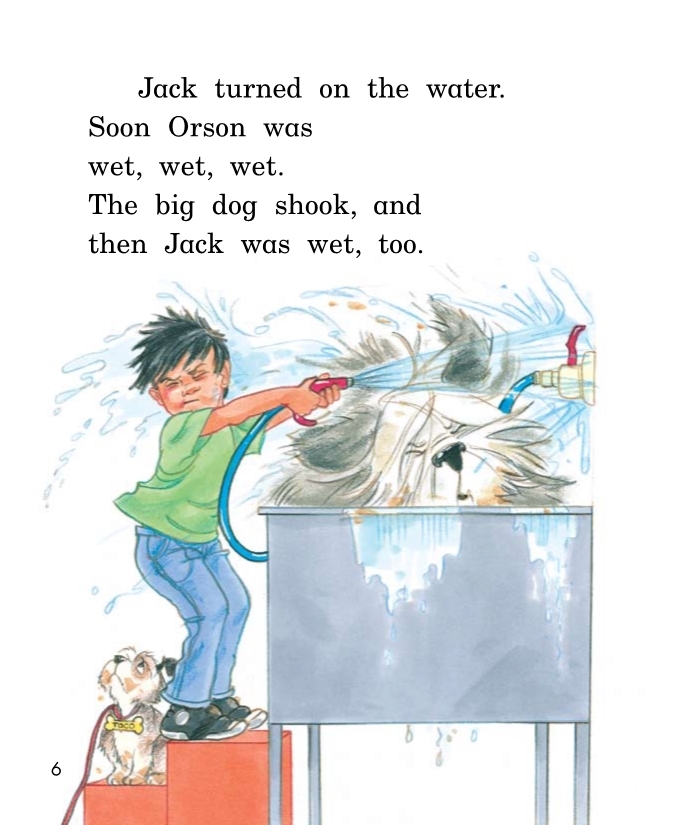 Jack turned on the water.
Soon Orson was
wet, wet, wet.
The big dog shook, and
then Jack was wet, too.
TACO
6